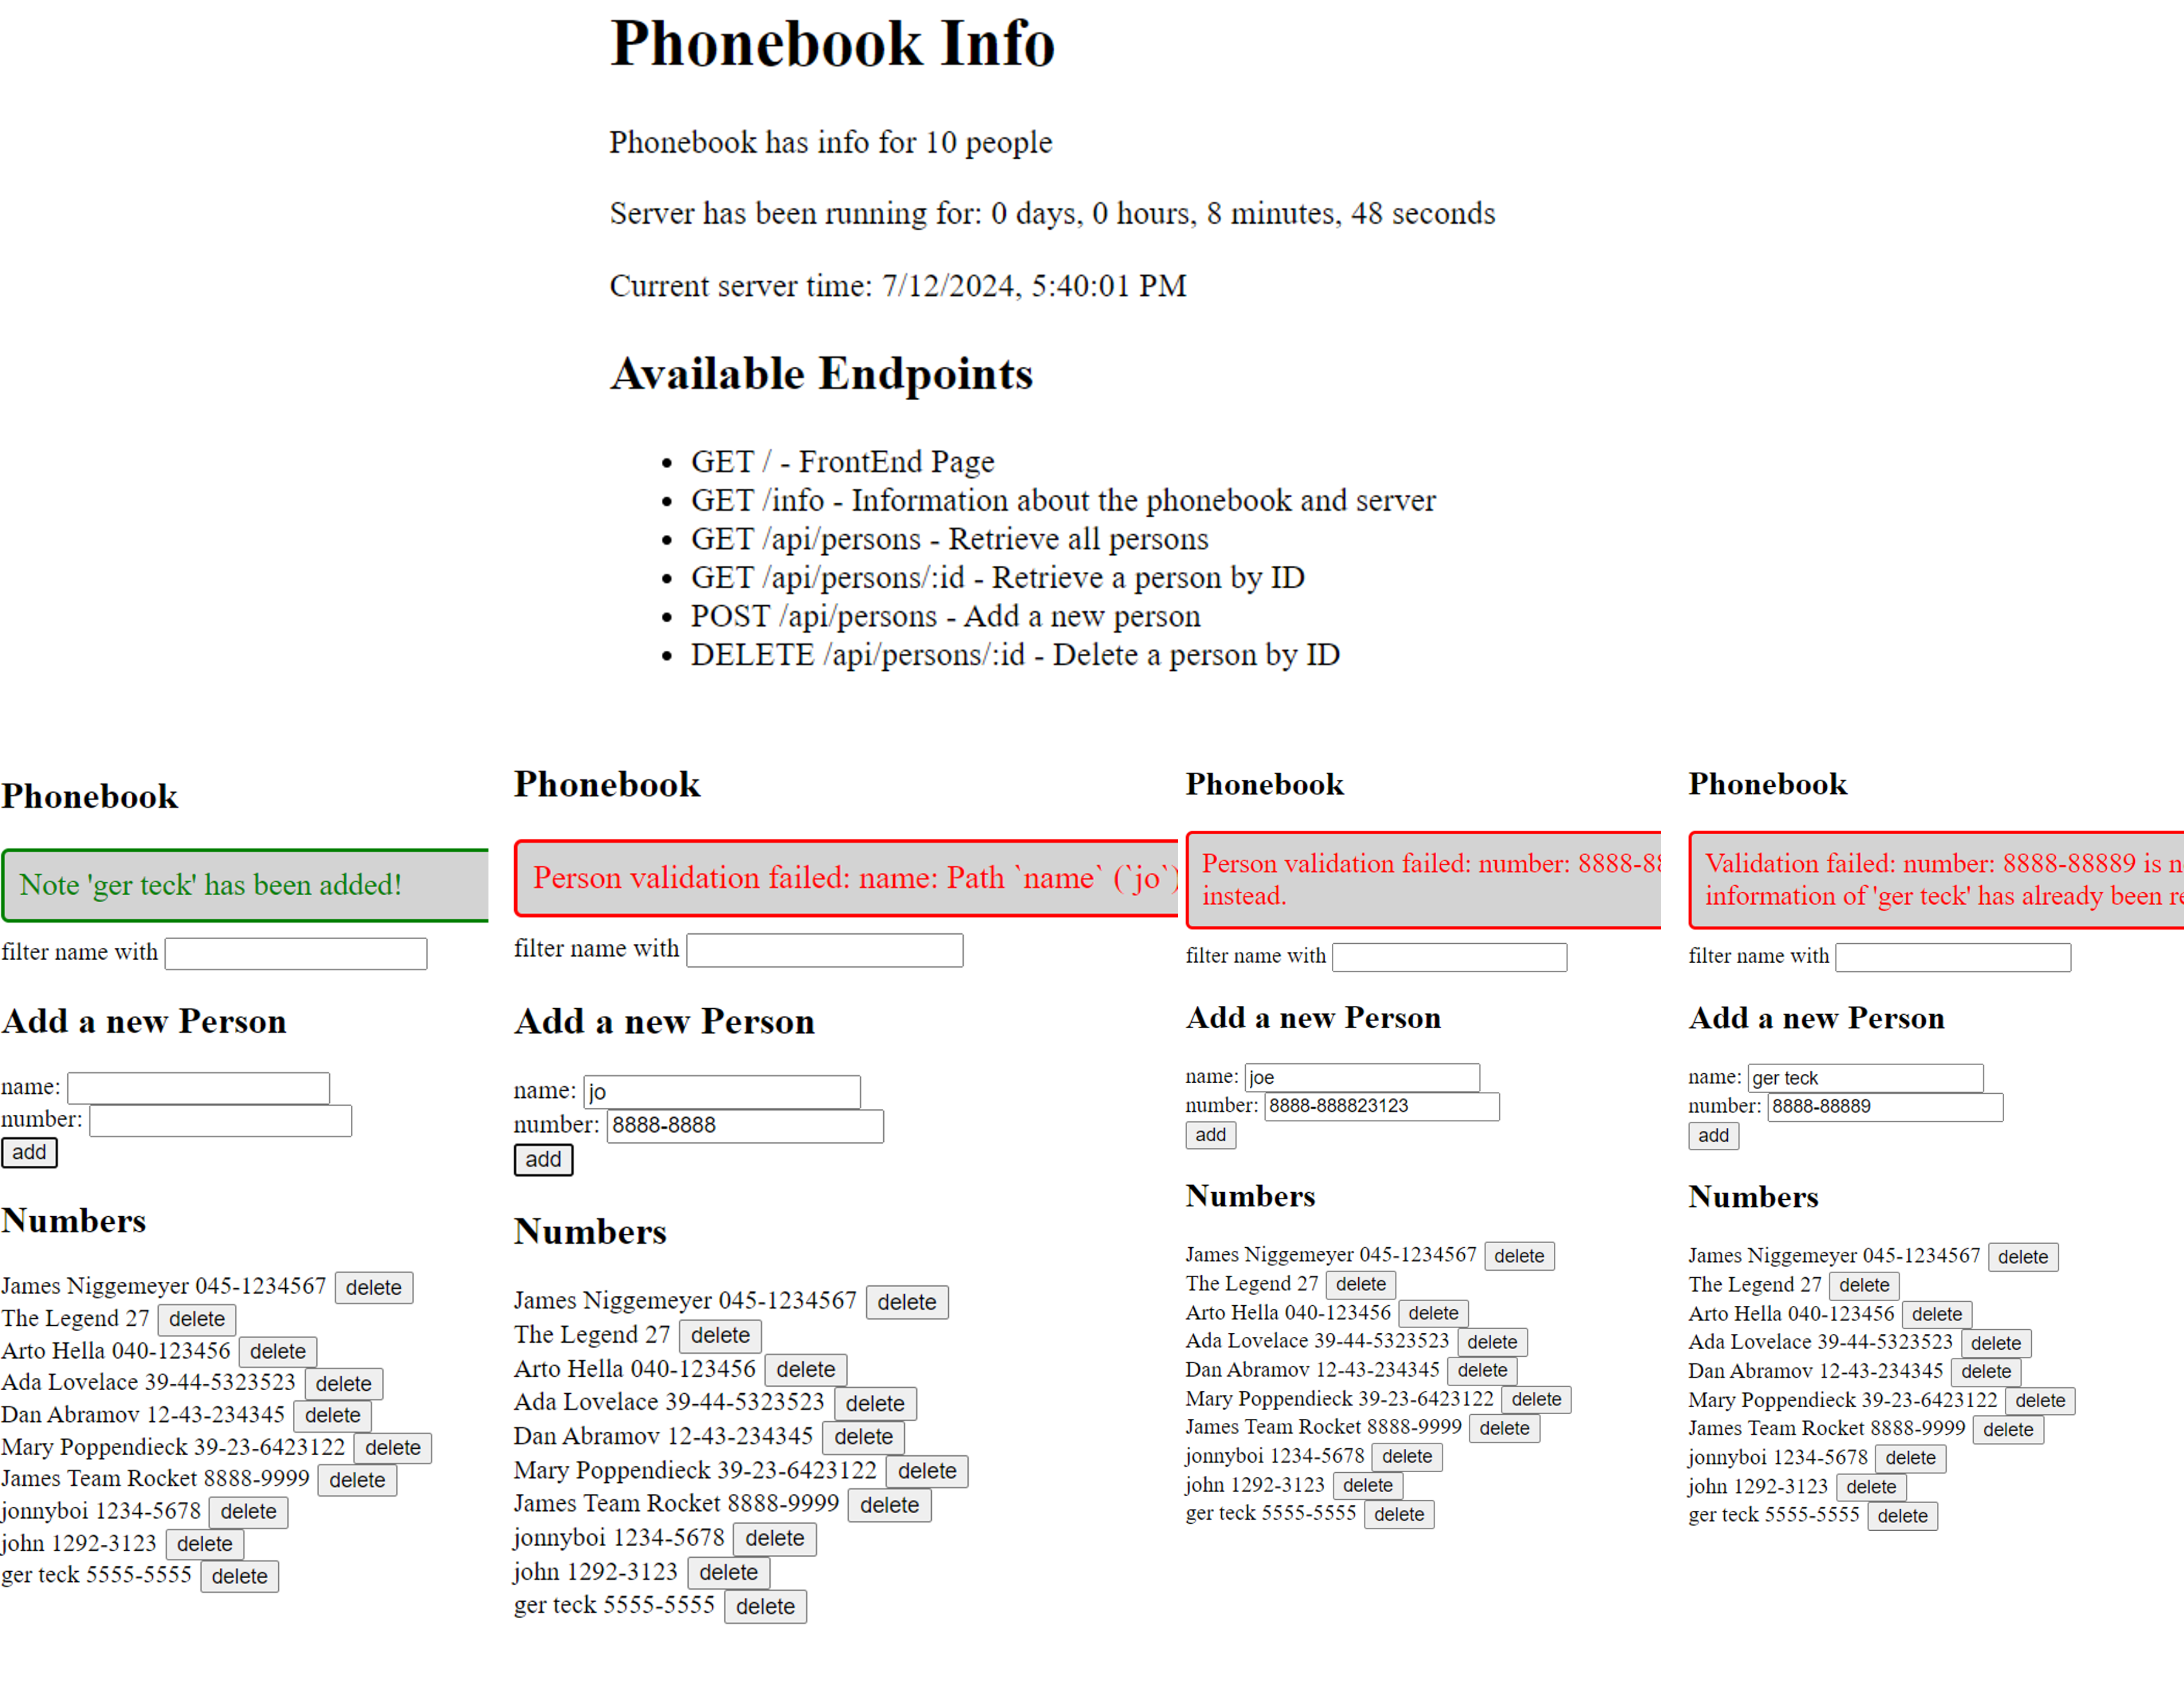 Phonebook Info
Phonebook has info for 10 people
Server has been running for: 0 days, 0 hours, 8 minutes, 48 seconds
Current server time: 7/12/2024, 5:40:01 PM
Available Endpoints
• GET / - FrontEnd Page
• GET /info - Information about the phonebook and server
• GET /api/persons - Retrieve all persons
• GET /api/persons/:id - Retrieve a person by ID
• POST /api/persons - Add a new person
• DELETE /api/persons/:id - Delete a person by ID
Phonebook
Note 'ger teck' has been added!
filter name with
Add a new Person
name:
number:
add
Numbers
James Niggemeyer 045-1234567 delete
The Legend 27 delete
Arto Hella 040-123456 delete
Ada Lovelace 39-44-5323523 delete
Dan Abramov 12-43-234345 delete
Mary Poppendieck 39-23-6423122 delete
James Team Rocket 8888-9999 delete
jonnyboi 1234-5678 delete
john 1292-3123 delete
ger teck 5555-5555 delete
Phonebook
Person validation failed: name: Path `name` (`jo`)
filter name with
Add a new Person
name: jo
number: 8888-8888
add
Numbers
James Niggemeyer 045-1234567 delete
The Legend 27 delete
Arto Hella 040-123456 delete
Ada Lovelace 39-44-5323523 delete
Dan Abramov 12-43-234345 delete
Mary Poppendieck 39-23-6423122 delete
James Team Rocket 8888-9999 delete
jonnyboi 1234-5678 delete
john 1292-3123 delete
ger teck 5555-5555 delete
Phonebook
Person validation failed: number: 8888-88
instead.
filter name with
Add a new Person
name: joe
number: 8888-888823123
add
Numbers
James Niggemeyer 045-1234567 delete
The Legend 27 delete
Arto Hella 040-123456 delete
Ada Lovelace 39-44-5323523 delete
Dan Abramov 12-43-234345 delete
Mary Poppendieck 39-23-6423122 delete
James Team Rocket 8888-9999 delete
jonnyboi 1234-5678 delete
john 1292-3123 delete
ger teck 5555-5555 delete
Phonebook
Validation failed: number: 8888-88889 is n
information of 'ger teck' has already been re
filter name with
Add a new Person
name: ger teck
number: 8888-88889
add
Numbers
James Niggemeyer 045-1234567 delete
The Legend 27 delete
Arto Hella 040-123456 delete
Ada Lovelace 39-44-5323523 delete
Dan Abramov 12-43-234345 delete
Mary Poppendieck 39-23-6423122 delete
James Team Rocket 8888-9999 delete
jonnyboi 1234-5678 delete
john 1292-3123 delete
ger teck 5555-5555 delete